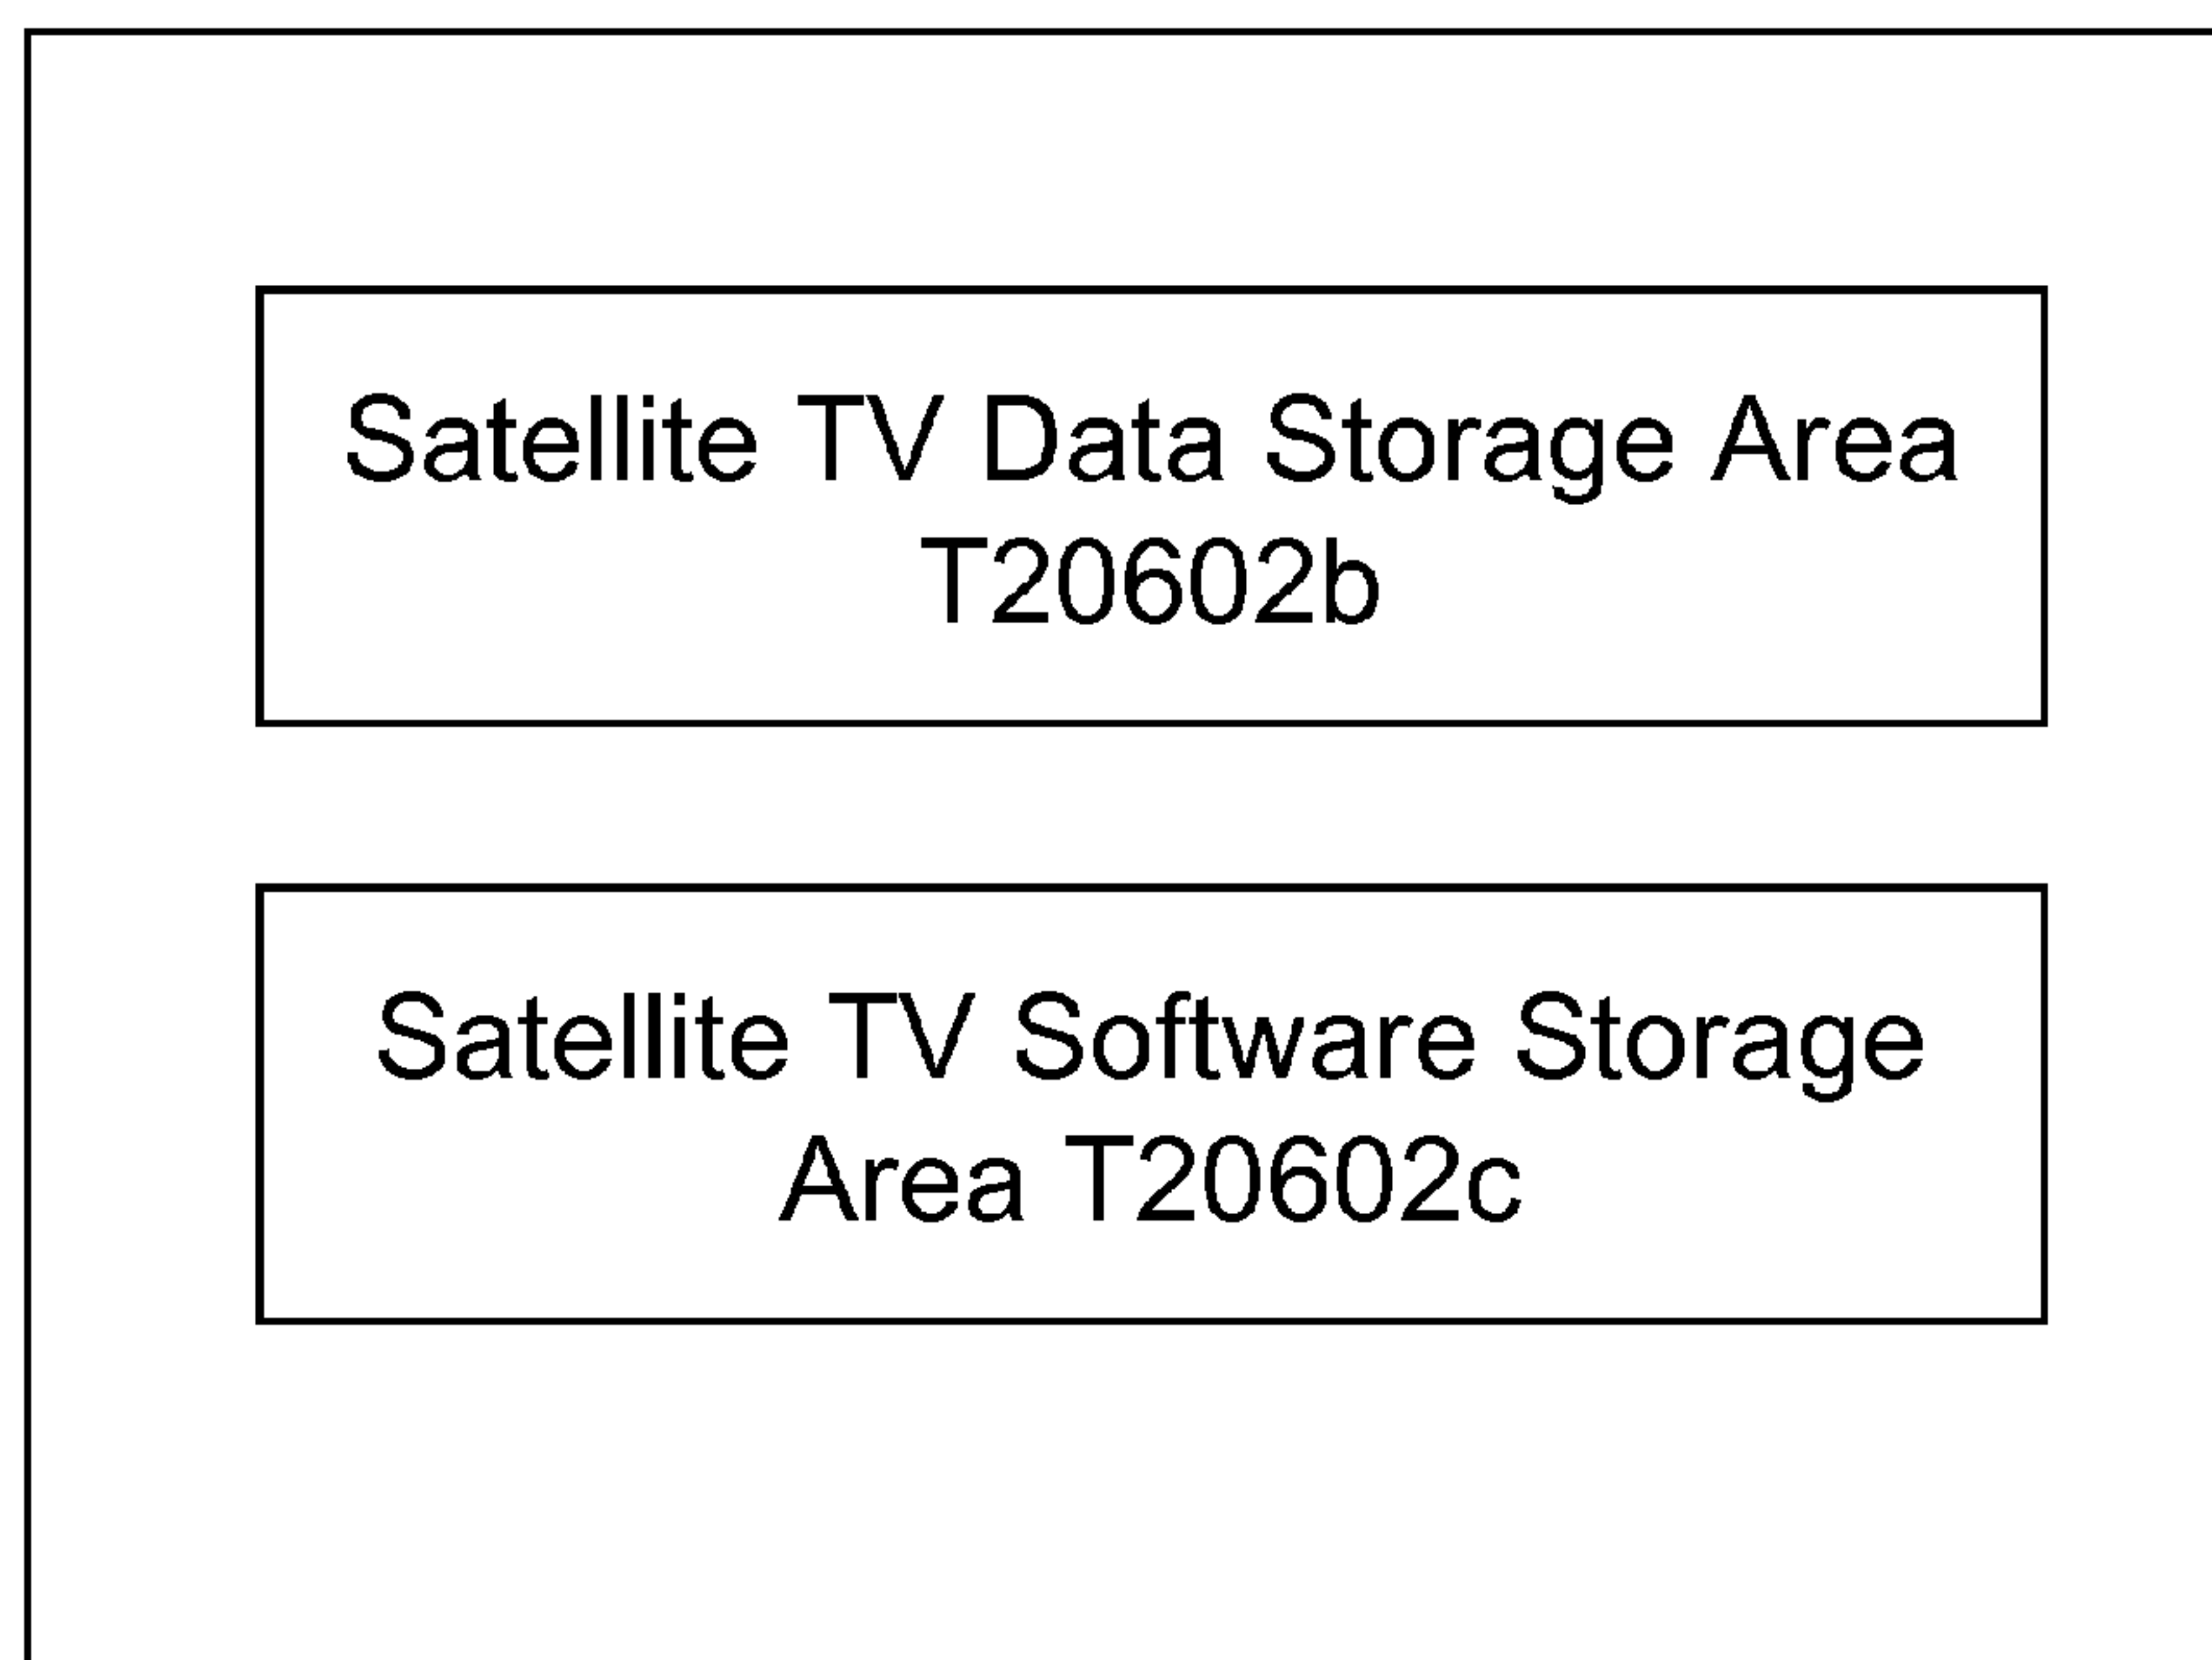 Satellite TV Data Storage Area
T20602b
Satellite TV Software Storage
Area T20602c